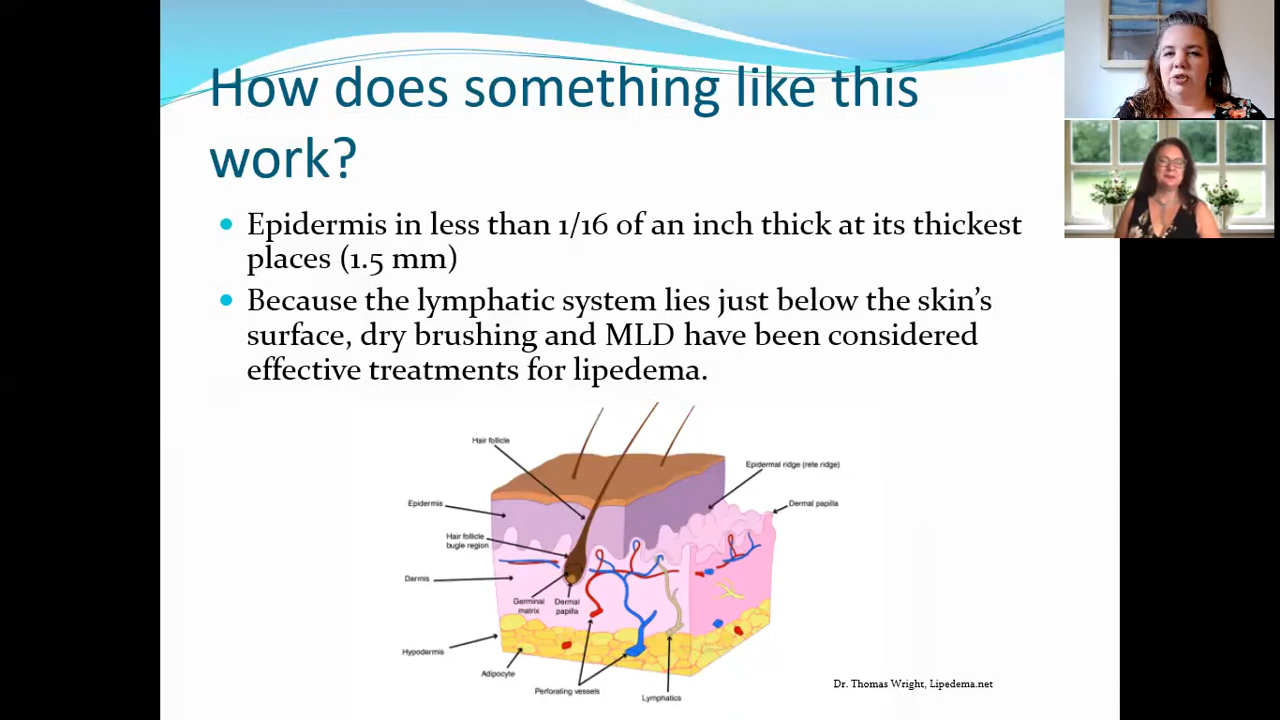 How does something like this
work?
Epidermis in less than 1/16 of an inch thick at its thickest
places (1.5 mm)
Because the lymphatic system lies just below the skin’s
surface, dry brushing and MLD have been considered
effective treatments for lipedema.
Hair follicle
Epidermal ridge (rete ridge)
Epidermis
Dermal papilla
Hair follicle
bugle region
Dermis
Germinal
matrix
Dermal
papilla
Hypodermis
Adipocyte
Perforating vessels
Lymphatics
Dr. Thomas Wright, Lipedema.net